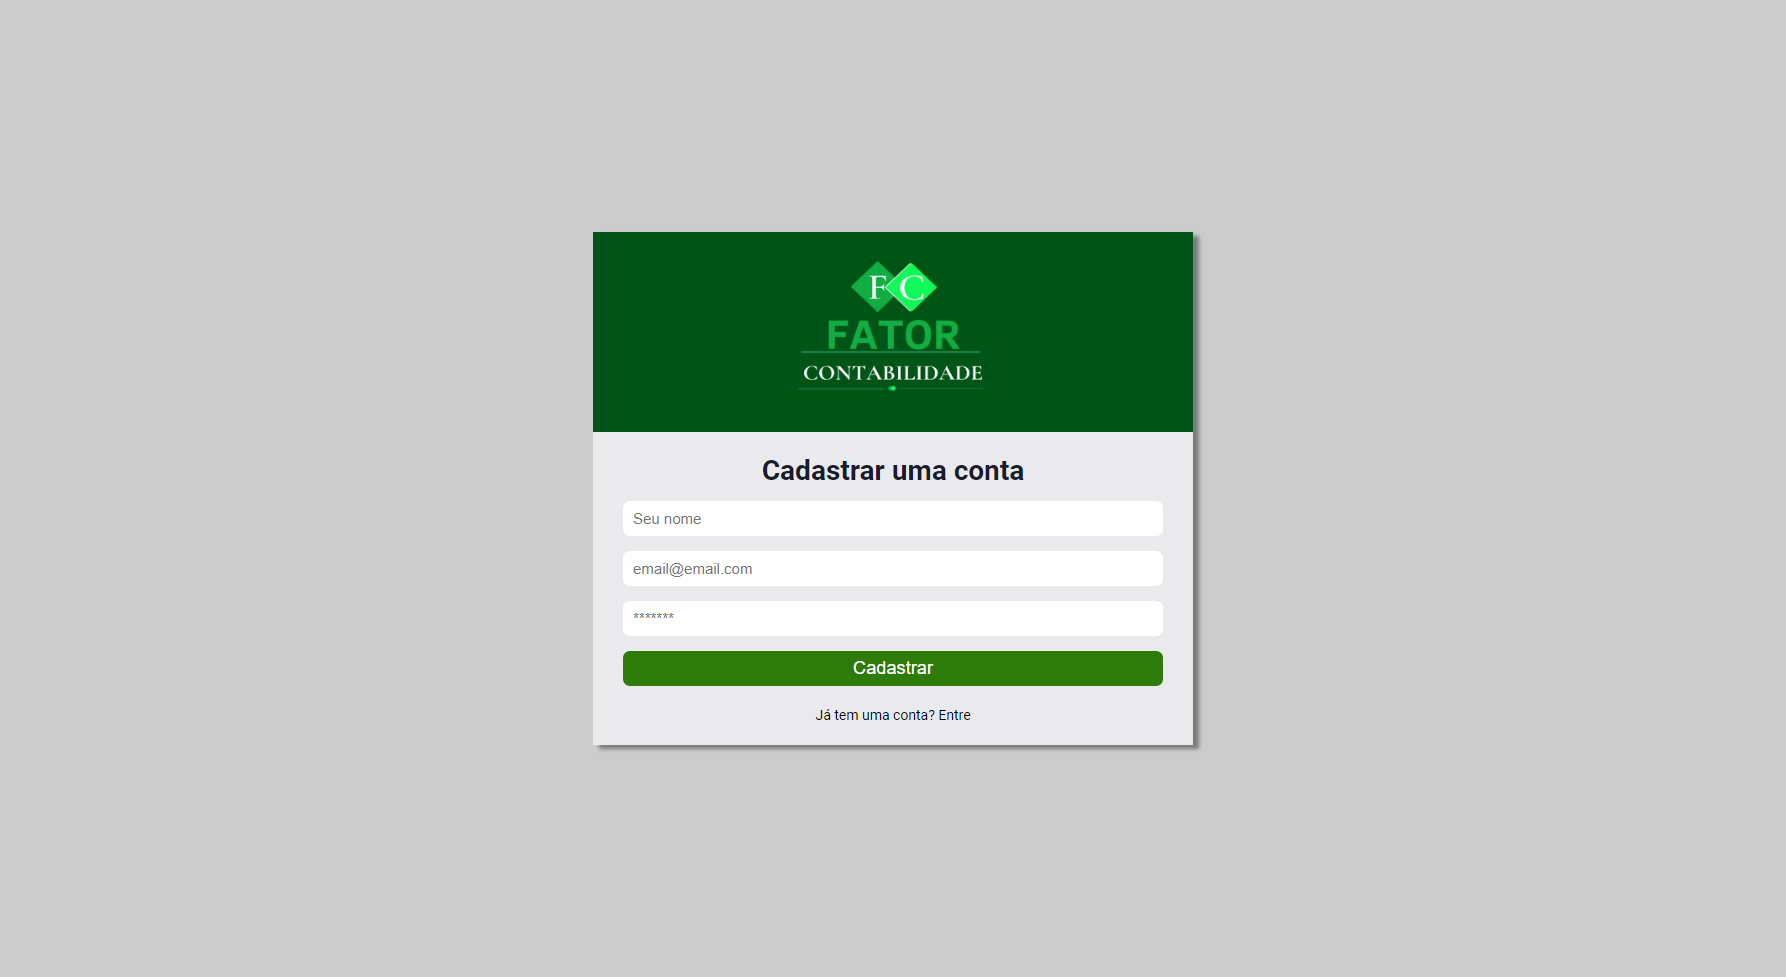 FC
FATOR
CONTABILIDADE
Cadastrar uma conta
Seu nome
email@email.com
*******
Cadastrar
Já tem uma conta? Entre